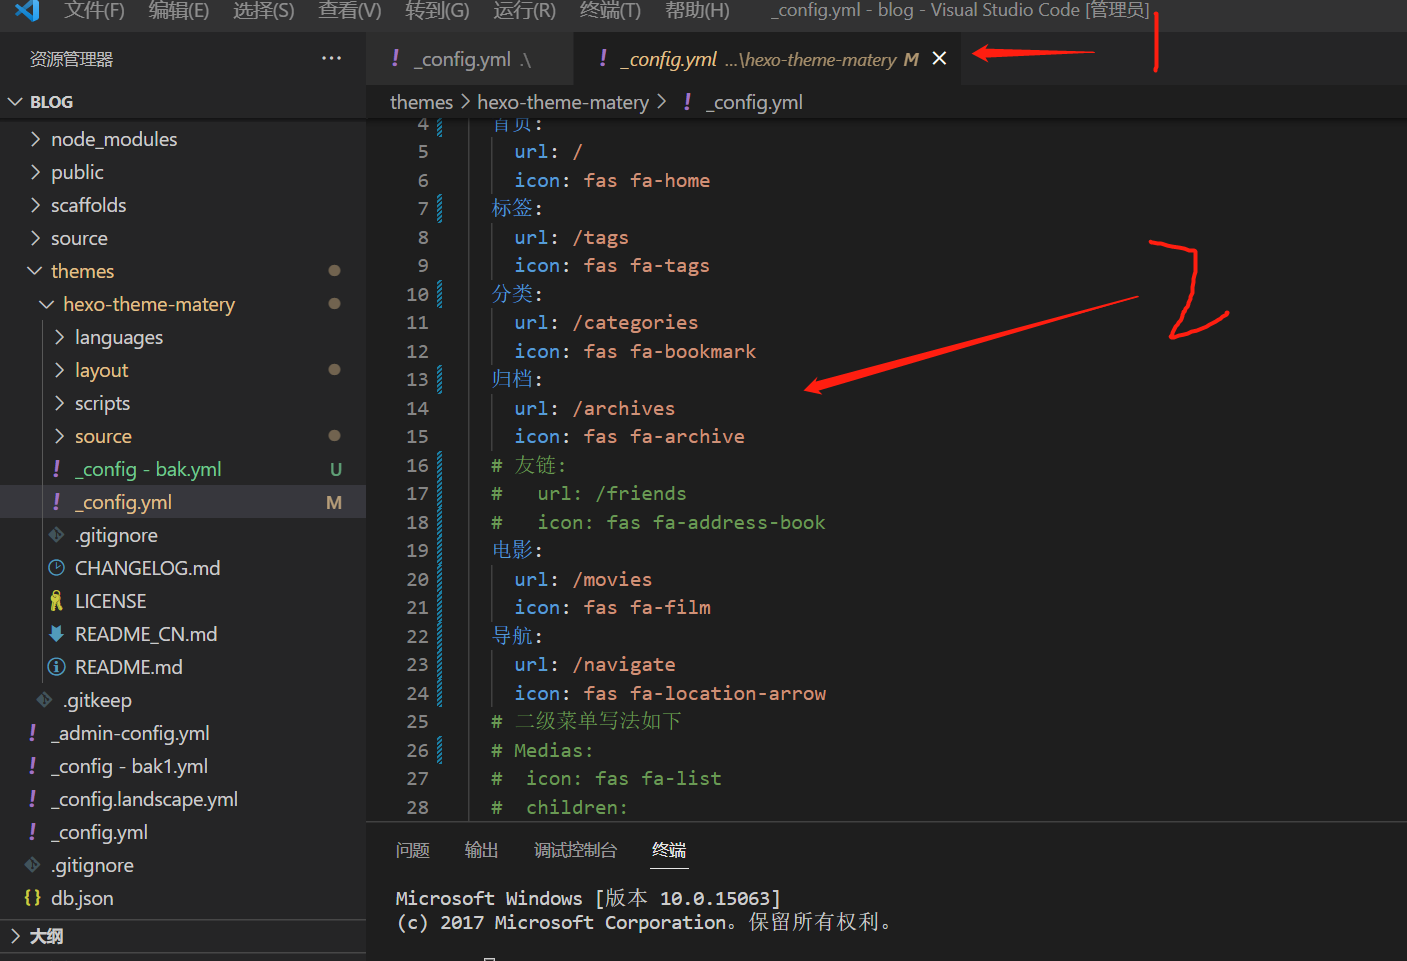 文件(F) 编辑(E) 选择(S) 查看(V) 转到(G) 运行(R) 终端(T) 帮助(H) _config.yml - blog - Visual Studio Code [管理员]
1
资源管理器 ···
! _config.yml .\
! _config.yml ...\hexo-theme-matery M ×
BLOG
themes > hexo-theme-matery > ! _config.yml
node_modules
public
scaffolds
source
themes
hexo-theme-matery
languages
layout
scripts
source
! _config - bak.yml U
! _config.yml M
.gitignore
CHANGELOG.md
LICENSE
README_CN.md
README.md
.gitkeep
! _admin-config.yml
! _config - bak1.yml
! _config.landscape.yml
! _config.yml
.gitignore
{} db.json
大纲
4 首页:
5 url: /
6 icon: fas fa-home
7 标签:
8 url: /tags
9 icon: fas fa-tags
10 分类:
11 url: /categories
12 icon: fas fa-bookmark
13 归档:
14 url: /archives
15 icon: fas fa-archive
16 # 友链:
17 #   url: /friends
18 #   icon: fas fa-address-book
19 电影:
20 url: /movies
21 icon: fas fa-film
22 导航:
23 url: /navigate
24 icon: fas fa-location-arrow
25 # 二级菜单写法如下
26 # Medias:
27 #  icon: fas fa-list
28 #  children:
2
问题 输出 调试控制台 终端
Microsoft Windows [版本 10.0.15063]
(c) 2017 Microsoft Corporation。保留所有权利。